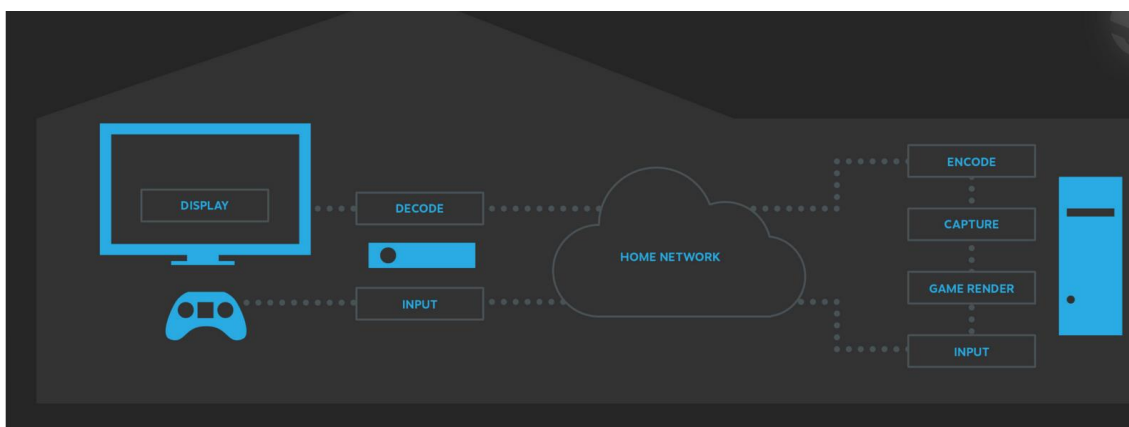 DISPLAY
DECODE
INPUT
HOME NETWORK
ENCODE
CAPTURE
GAME RENDER
INPUT